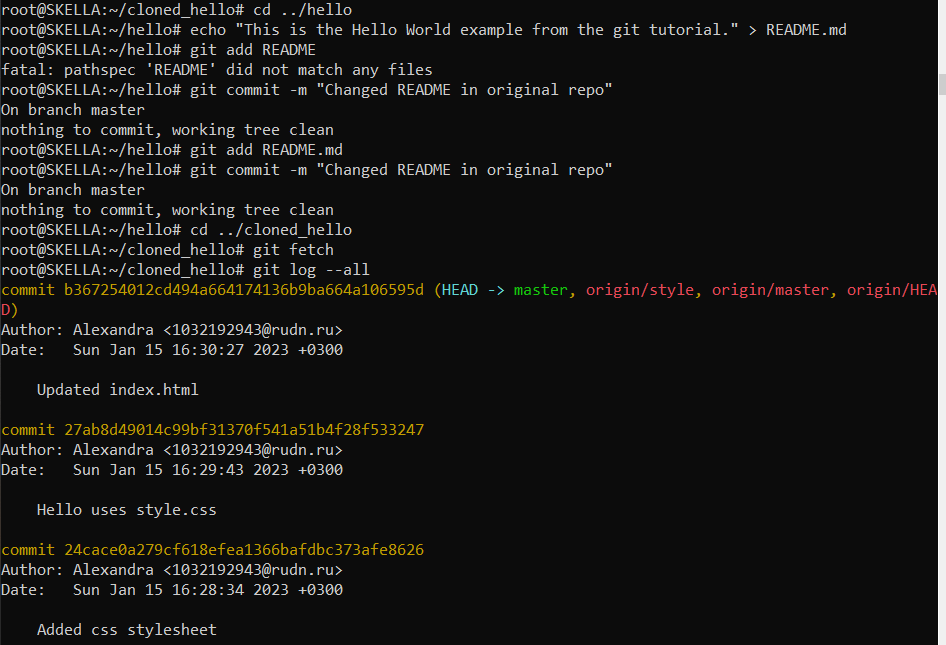 root@SKELLA:~/cloned_hello# cd ../hello
root@SKELLA:~/hello# echo "This is the Hello World example from the git tutorial." > README.md
root@SKELLA:~/hello# git add README
fatal: pathspec 'README' did not match any files
root@SKELLA:~/hello# git commit -m "Changed README in original repo"
On branch master
nothing to commit, working tree clean
root@SKELLA:~/hello# git add README.md
root@SKELLA:~/hello# git commit -m "Changed README in original repo"
On branch master
nothing to commit, working tree clean
root@SKELLA:~/hello# cd ../cloned_hello
root@SKELLA:~/cloned_hello# git fetch
root@SKELLA:~/cloned_hello# git log --all
commit b367254012cd494a664174136b9ba664a106595d (HEAD -> master, origin/style, origin/master, origin/HEA
D)
Author: Alexandra <1032192943@rudn.ru>
Date:   Sun Jan 15 16:30:27 2023 +0300
    Updated index.html
commit 27ab8d49014c99bf31370f541a51b4f28f533247
Author: Alexandra <1032192943@rudn.ru>
Date:   Sun Jan 15 16:29:43 2023 +0300
    Hello uses style.css
commit 24cace0a279cf618efea1366bafdbc373afe8626
Author: Alexandra <1032192943@rudn.ru>
Date:   Sun Jan 15 16:28:34 2023 +0300
    Added css stylesheet